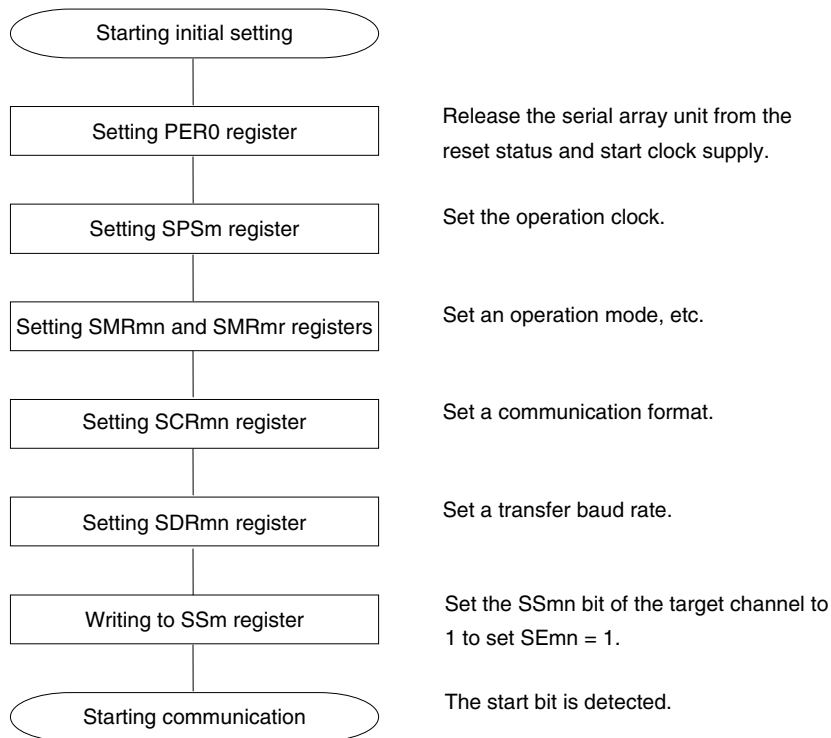 Starting initial setting
Setting PER0 register
Release the serial array unit from the
reset status and start clock supply.
Setting SPSm register
Set the operation clock.
Setting SMRmn and SMRmr registers
Set an operation mode, etc.
Setting SCRmn register
Set a communication format.
Setting SDRmn register
Set a transfer baud rate.
Writing to SSm register
Set the SSmn bit of the target channel to
1 to set SEmn = 1.
Starting communication
The start bit is detected.